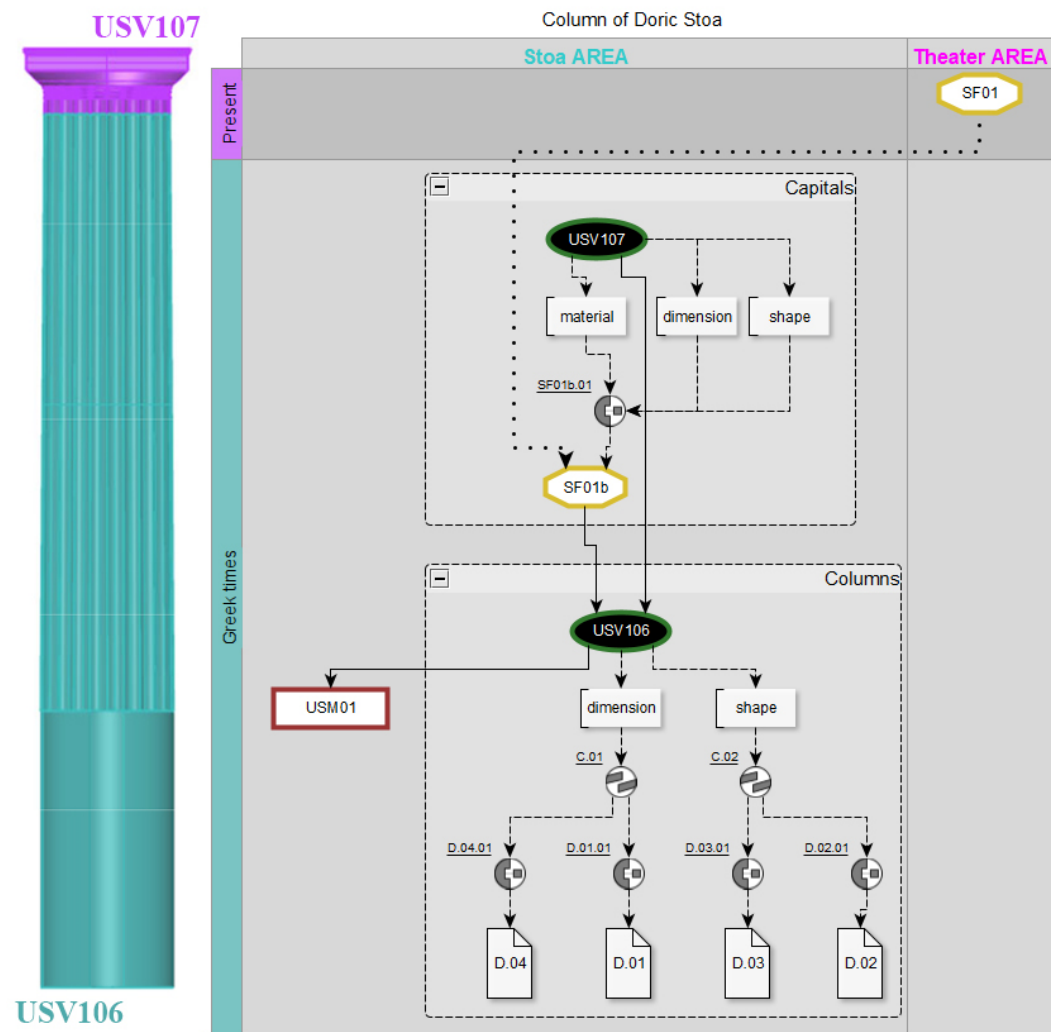 Column of Doric Stoa
USV107
Stoa AREA
Theater AREA
Present
SF01
Capitals
USV107
material
dimension
shape
SF01b.01
SF01b
Greek times
Columns
USV106
USM01
dimension
shape
C.01
C.02
D.04.01
D.01.01
D.03.01
D.02.01
D.04
D.01
D.03
D.02
USV106